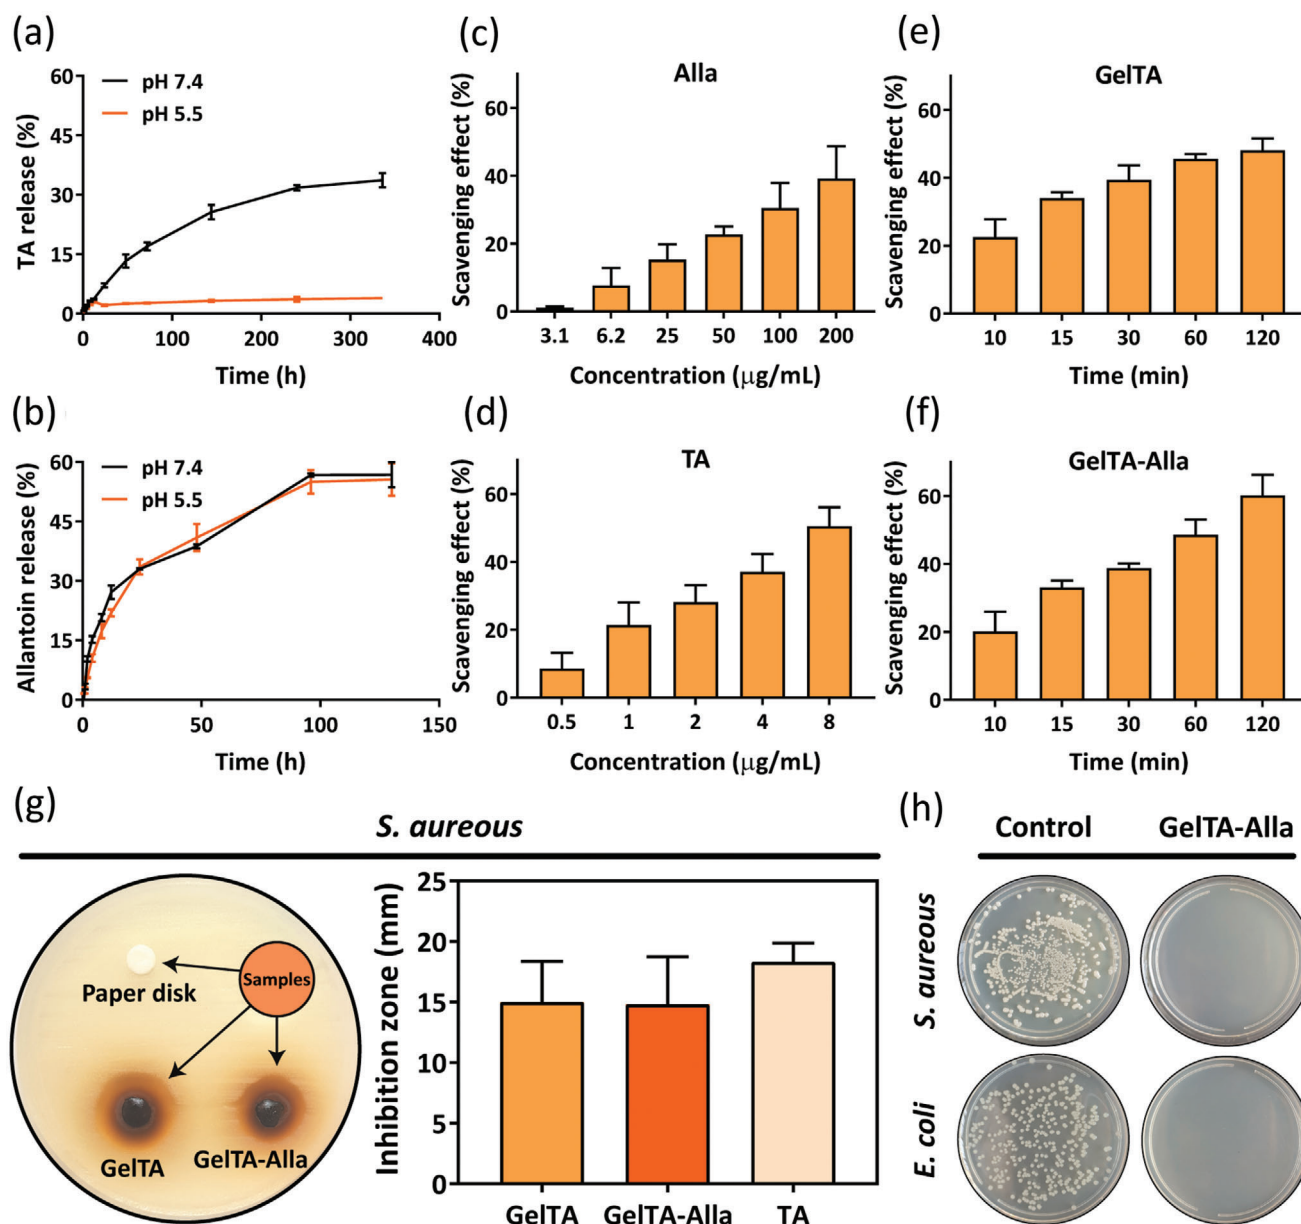 (a)
TA release (%)
60
45
30
15
0
pH 7.4
pH 5.5
0
100
200
300
400
Time (h)
(c)
Alla
Scavenging effect (%)
60
40
20
0
3.1
6.2
25
50
100
200
Concentration (μg/mL)
(e)
GelTA
Scavenging effect (%)
60
40
20
0
10
15
30
60
120
Time (min)
(b)
Allantoin release (%)
60
45
30
15
0
pH 7.4
pH 5.5
0
50
100
150
Time (h)
(d)
TA
Scavenging effect (%)
60
40
20
0
0.5
1
2
4
8
Concentration (μg/mL)
(f)
GelTA-Alla
Scavenging effect (%)
60
40
20
0
10
15
30
60
120
Time (min)
(g)
S. aureous
Samples
Paper disk
GelTA
GelTA-Alla
Inhibition zone (mm)
25
20
15
10
5
0
GelTA
GelTA-Alla
TA
(h)
Control
GelTA-Alla
S. aureous
E. coli